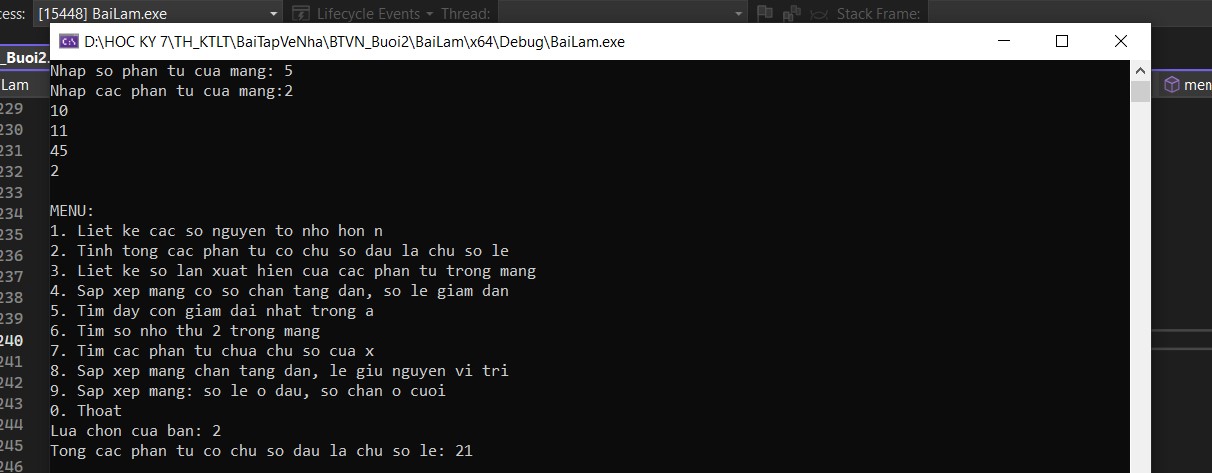 cess: [15448] BaiLam.exe Lifecycle Events Thread: Stack Frame:
D:\HOC KY 7\TH_KTLT\BaiTapVeNha\BTVN_Buoi2\BaiLam\x64\Debug\BaiLam.exe
_Buoi2.
Lam
men
Nhap so phan tu cua mang: 5
Nhap cac phan tu cua mang:2
229
10
230
11
231
45
232
2
233
234
MENU:
235
1. Liet ke cac so nguyen to nho hon n
236
2. Tinh tong cac phan tu co chu so dau la chu so le
237
3. Liet ke so lan xuat hien cua cac phan tu trong mang
238
4. Sap xep mang co so chan tang dan, so le giam dan
239
5. Tim day con giam dai nhat trong a
240
6. Tim so nho thu 2 trong mang
241
7. Tim cac phan tu chua chu so cua x
242
8. Sap xep mang chan tang dan, le giu nguyen vi tri
243
9. Sap xep mang: so le o dau, so chan o cuoi
0. Thoat
244
Lua chon cua ban: 2
245
Tong cac phan tu co chu so dau la chu so le: 21
246